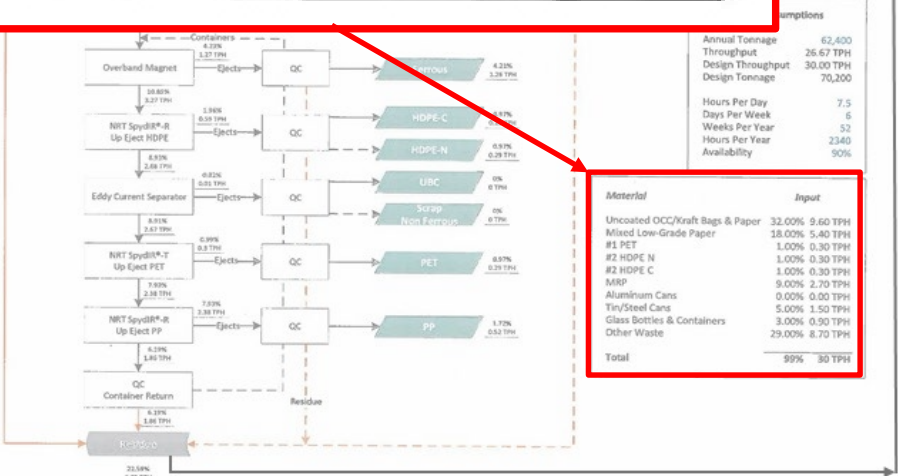 umptions
Annual Tonnage 62,400
Throughput 26.67 TPH
Design Throughput 30.00 TPH
Design Tonnage 70,200
Hours Per Day 7.5
Days Per Week 6
Weeks Per Year 52
Hours Per Year 2340
Availability 90%
Containers
4.23%
1.27 TPH
Overband Magnet
Ejects
QC
Ferrous
4.21%
1.26 TPH
10.88%
3.27 TPH
NRT SpydIR®-R
Up Eject HDPE
1.96%
0.59 TPH
Ejects
QC
HDPE-C
HDPE-N
0.97%
0.29 TPH
8.93%
2.68 TPH
Eddy Current Separator
0.01 TPH
Ejects
QC
UBC
0%
0 TPH
Scrap
Non Ferrous
0%
0 TPH
8.91%
2.67 TPH
NRT SpydIR®-T
Up Eject PET
0.99%
0.3 TPH
Ejects
QC
PET
0.97%
0.29 TPH
7.93%
2.38 TPH
NRT SpydIR®-R
Up Eject PP
7.93%
2.38 TPH
Ejects
QC
PP
1.72%
0.52 TPH
6.19%
1.86 TPH
QC
Container Return
Residue
6.19%
1.86 TPH
Residue
22.59%
Material Input
Uncoated OCC/Kraft Bags & Paper 32.00% 9.60 TPH
Mixed Low-Grade Paper 18.00% 5.40 TPH
#1 PET 1.00% 0.30 TPH
#2 HDPE N 1.00% 0.30 TPH
#2 HDPE C 1.00% 0.30 TPH
MRP 9.00% 2.70 TPH
Aluminum Cans 0.00% 0.00 TPH
Tin/Steel Cans 5.00% 1.50 TPH
Glass Bottles & Containers 3.00% 0.90 TPH
Other Waste 29.00% 8.70 TPH
Total 99% 30 TPH